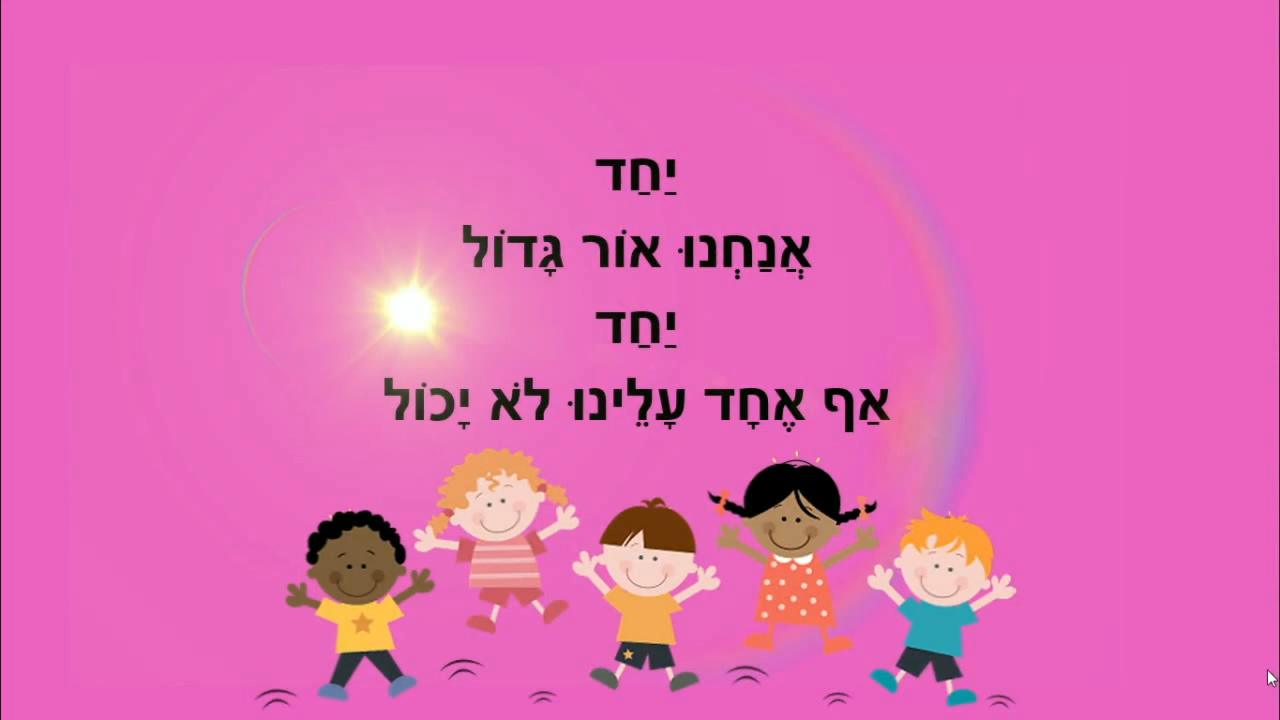 יַחַד
אֲנַחְנוּ אוֹר גָּדוֹל
יַחַד
אַף אֶחָד עָלֵינוּ לֹא יָכוֹל